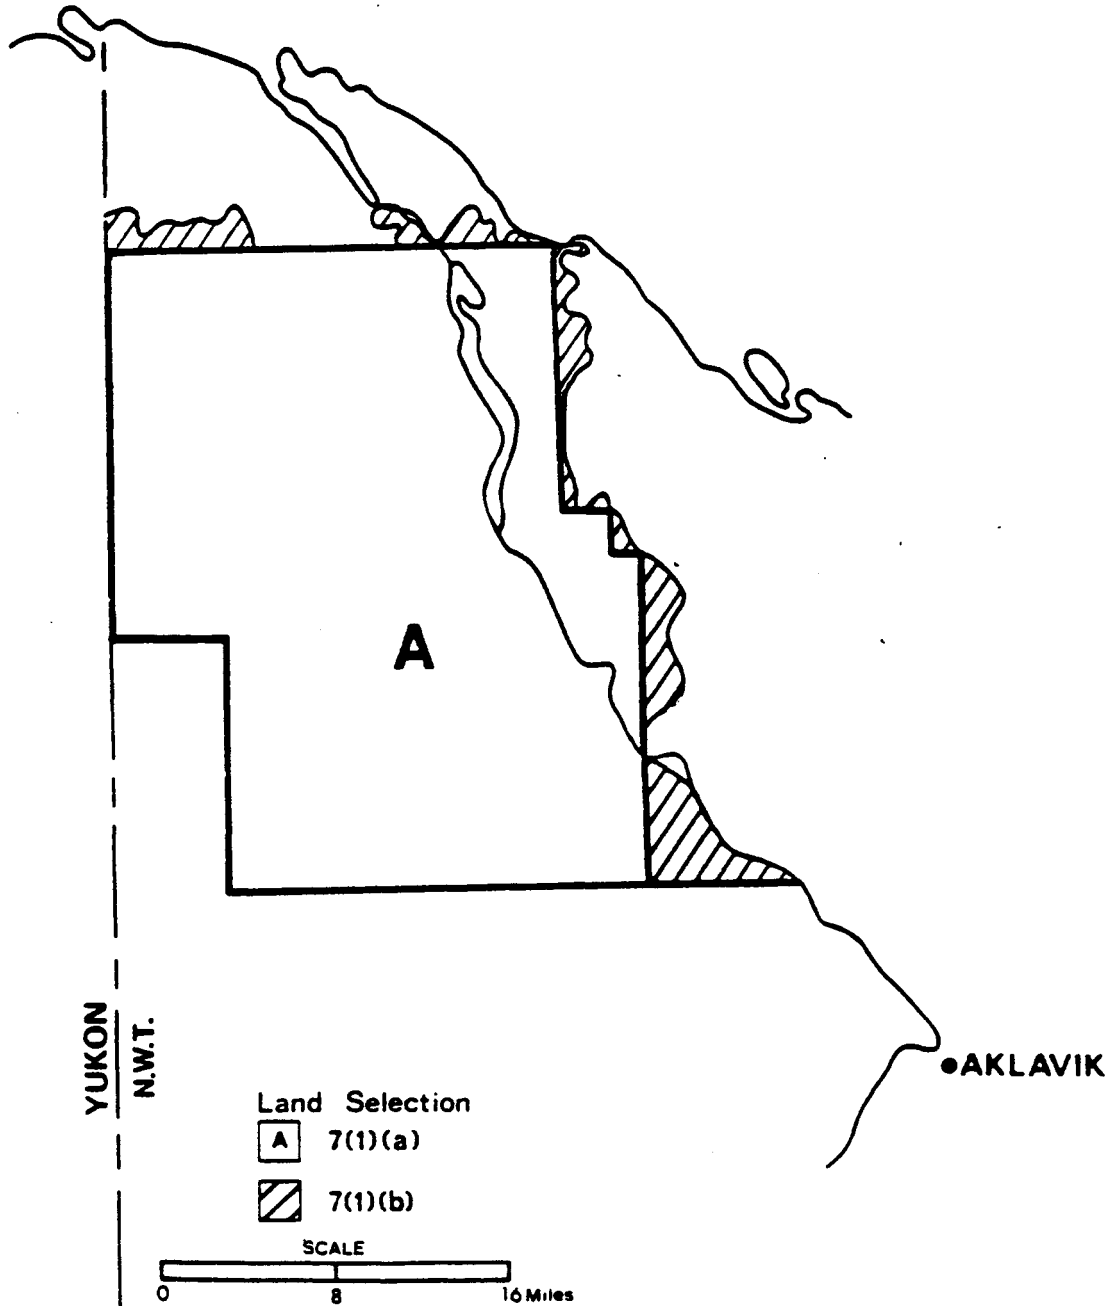 A
YUKON
N.W.T.
AKLAVIK
Land Selection
A 7(1)(a)
7(1)(b)
SCALE
0 8 16 Miles